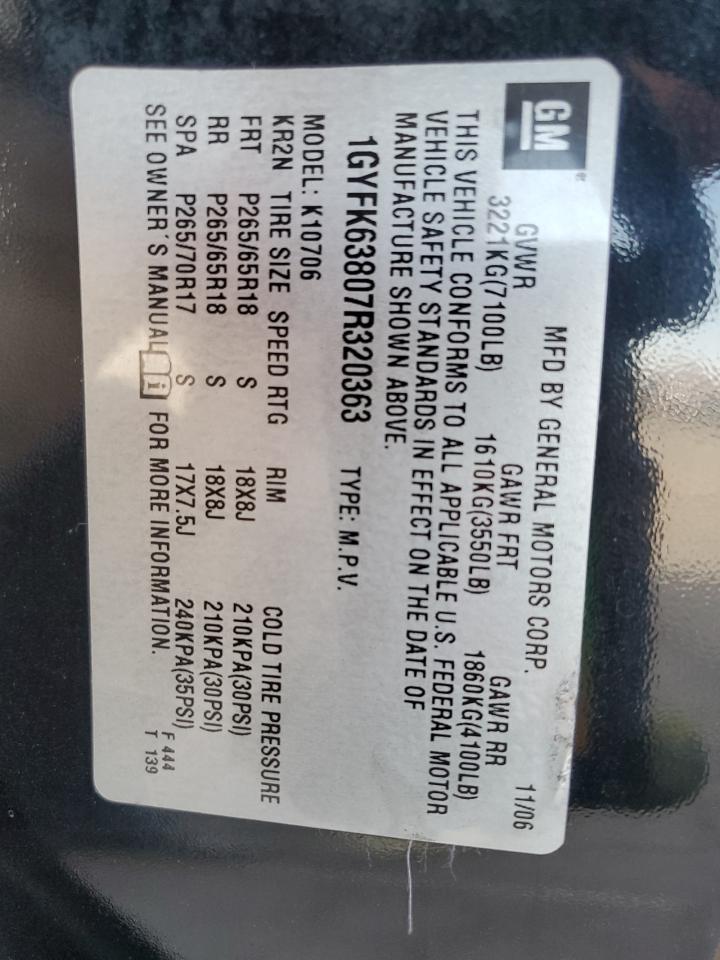 GM
MFD BY GENERAL MOTORS CORP. 11/06
GVWR GAWR FRT GAWR RR
3221KG(7100LB) 1610KG(3550LB) 1860KG(4100LB)
THIS VEHICLE CONFORMS TO ALL APPLICABLE U.S. FEDERAL MOTOR
VEHICLE SAFETY STANDARDS IN EFFECT ON THE DATE OF
MANUFACTURE SHOWN ABOVE.
1GYFK63807R320363 TYPE: M.P.V.
MODEL: K10706
KR2N TIRE SIZE SPEED RTG RIM COLD TIRE PRESSURE
FRT P265/65R18 S 18X8J 210KPA(30PSI)
RR P265/65R18 S 18X8J 210KPA(30PSI)
SPA P265/70R17 S 17X7.5J 240KPA(35PSI)
SEE OWNER'S MANUAL i FOR MORE INFORMATION.
F 444
T 139